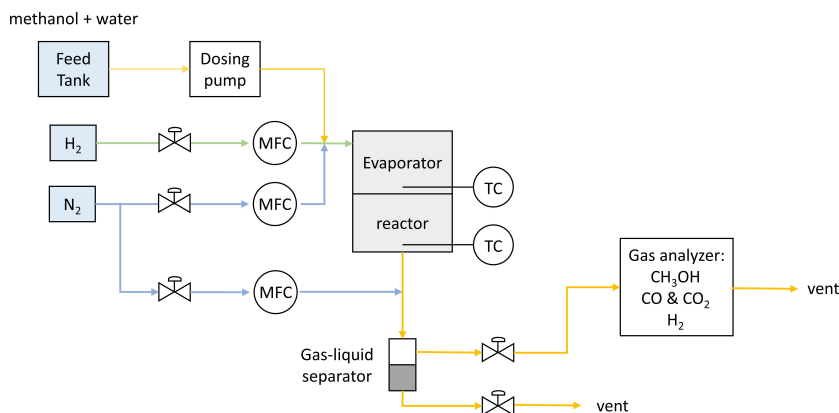 methanol + water
Feed
Tank
Dosing
pump
H₂
MFC
Evaporator
TC
N₂
MFC
reactor
TC
MFC
Gas analyzer:
CH₃OH
CO & CO₂
H₂
vent
Gas-liquid
separator
vent